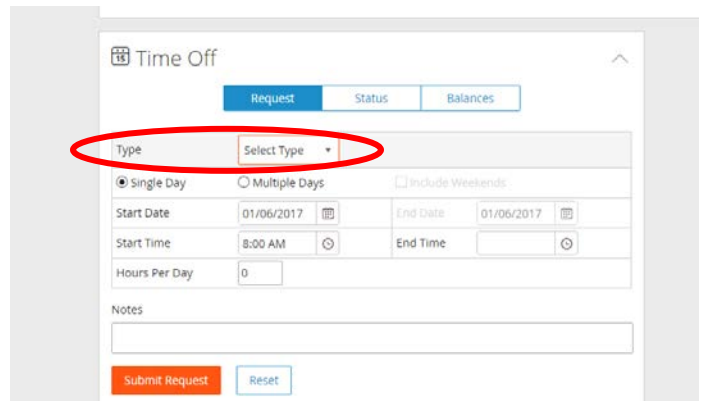 15 Time Off
Request Status Balances
Type Select Type
Single Day Multiple Days Include Weekends
Start Date 01/06/2017 End Date 01/06/2017
Start Time 8:00 AM End Time
Hours Per Day 0
Notes
Submit Request Reset